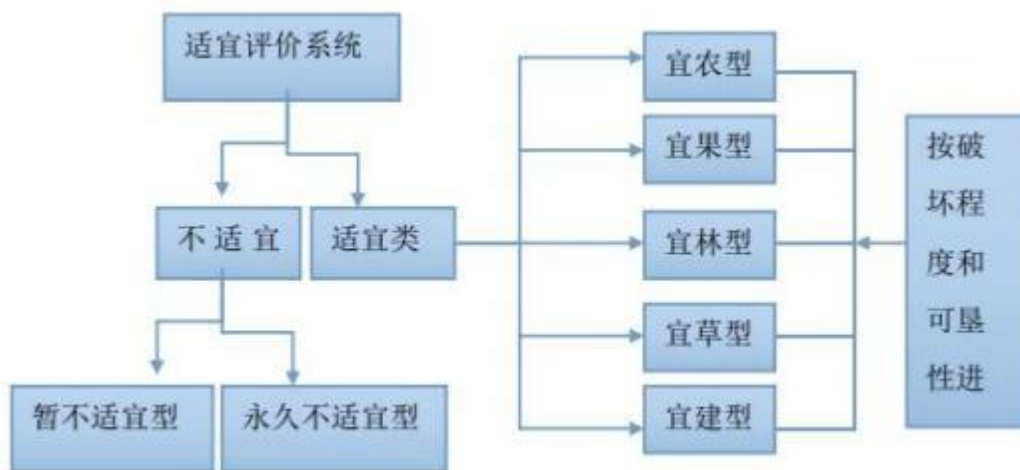 适宜评价系统
不 适 宜
适宜类
暂不适宜型
永久不适宜型
宜农型
宜果型
宜林型
宜草型
宜建型
按破
坏程
度和
可垦
性进